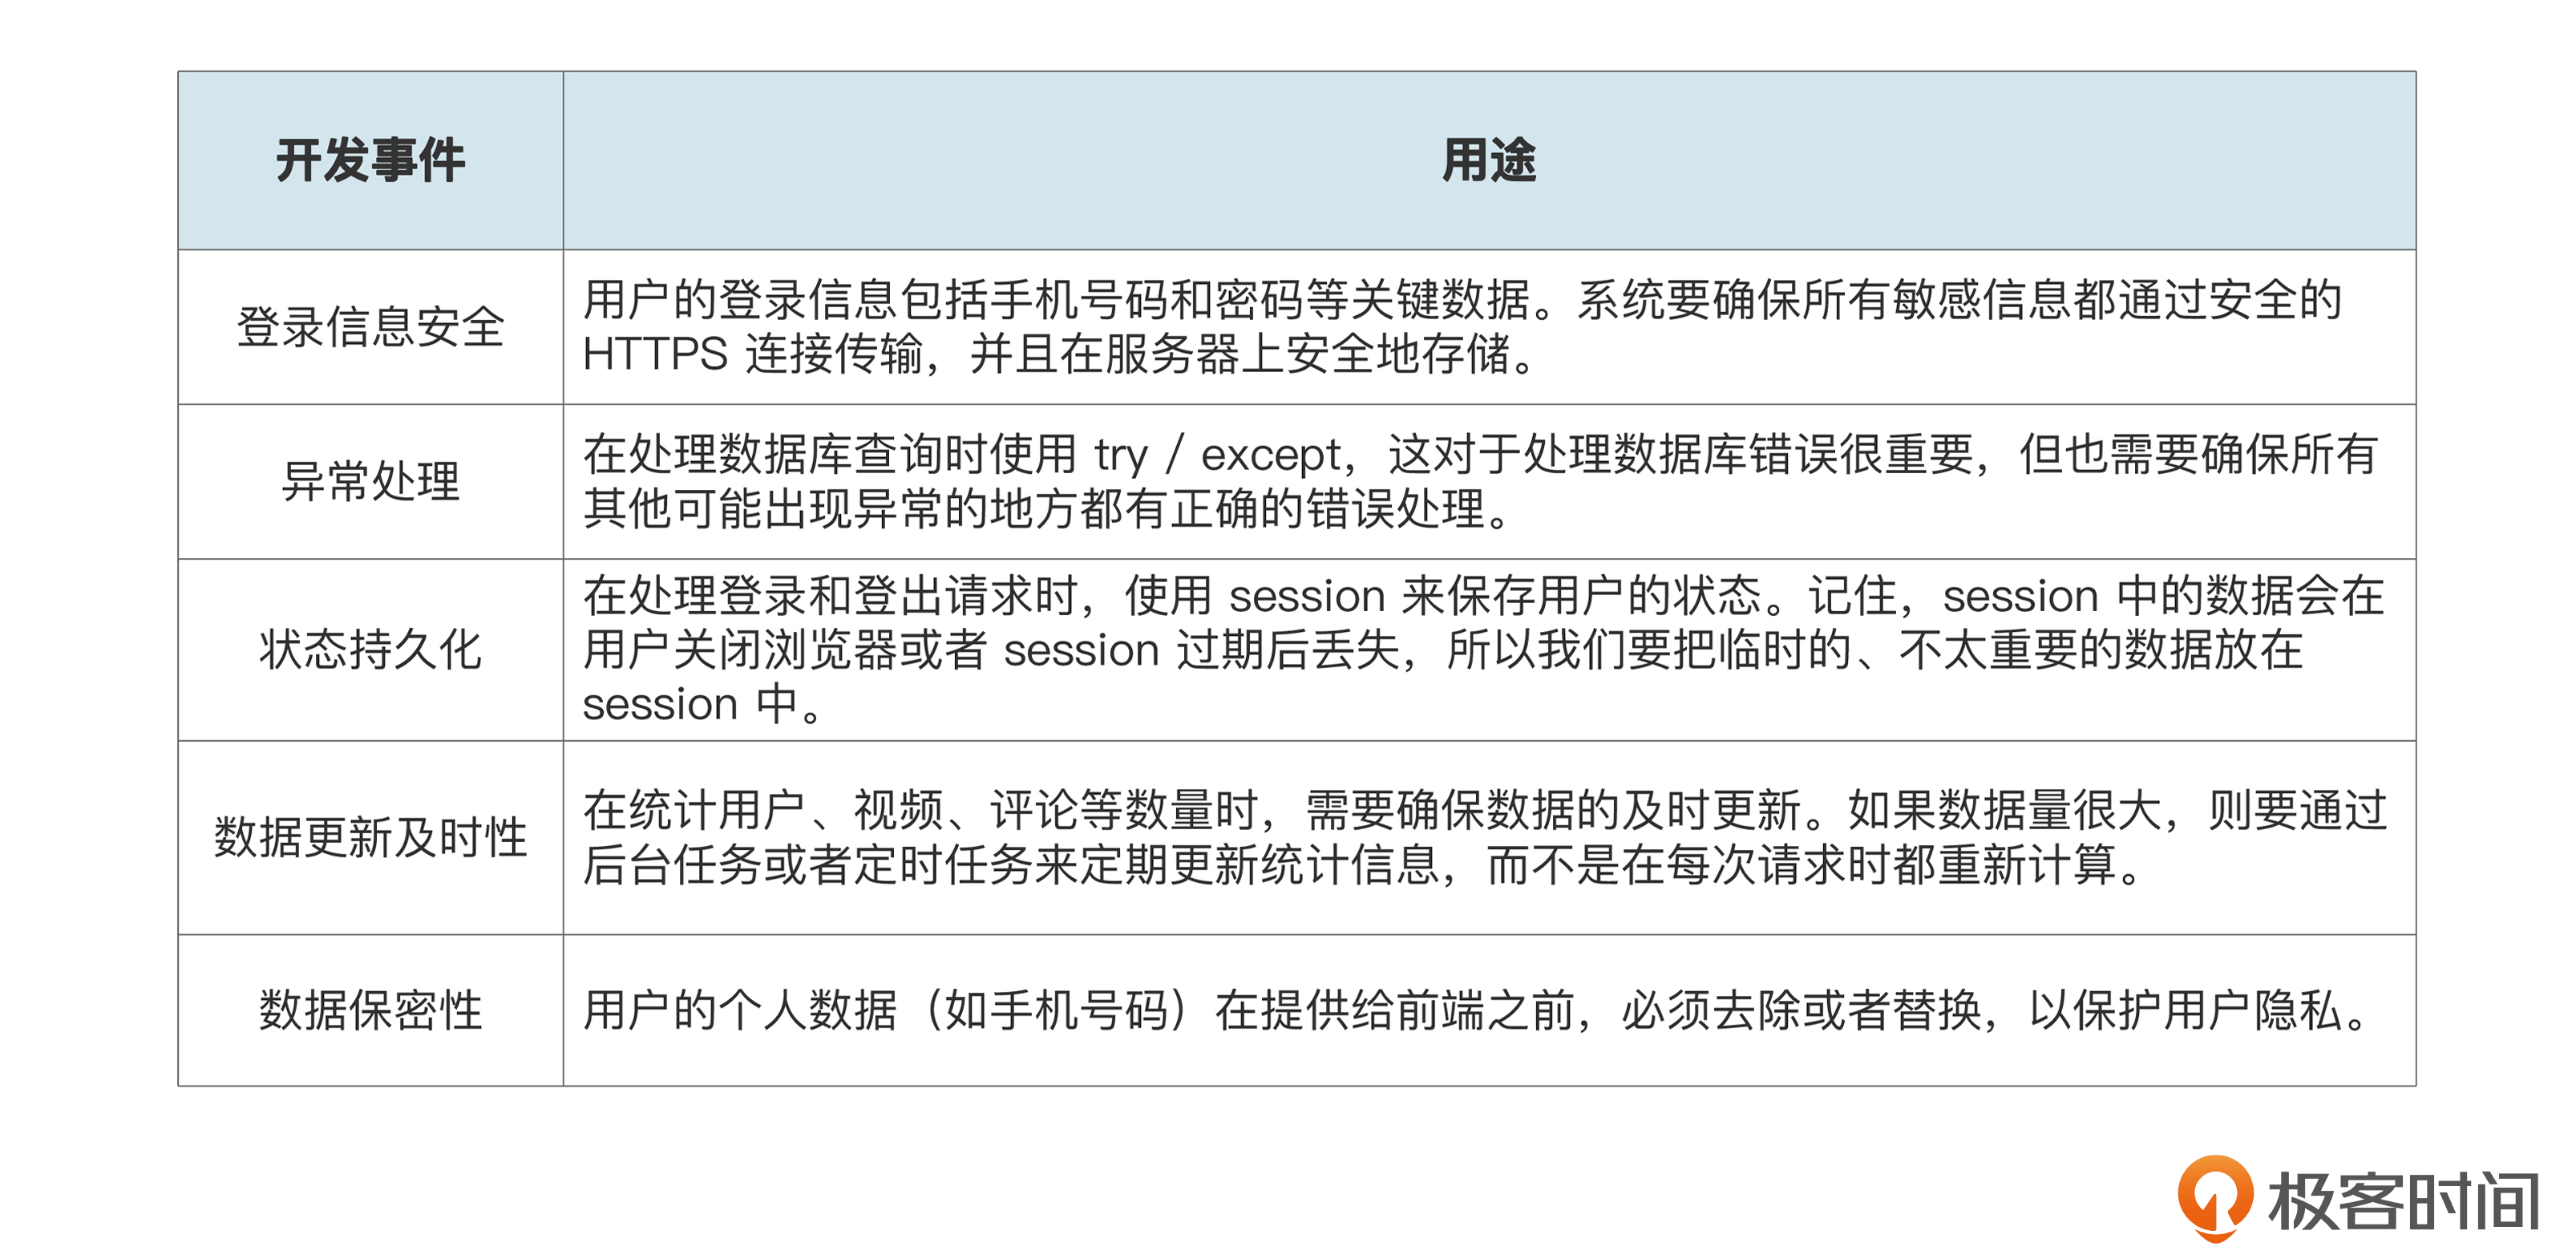 开发事件
用途
登录信息安全
用户的登录信息包括手机号码和密码等关键数据。系统要确保所有敏感信息都通过安全的
HTTPS 连接传输，并且在服务器上安全地存储。
异常处理
在处理数据库查询时使用 try / except，这对于处理数据库错误很重要，但也需要确保所有
其他可能出现异常的地方都有正确的错误处理。
状态持久化
在处理登录和登出请求时，使用 session 来保存用户的状态。记住，session 中的数据会在
用户关闭浏览器或者 session 过期后丢失，所以我们要把临时的、不太重要的数据放在
session 中。
数据更新及时性
在统计用户、视频、评论等数量时，需要确保数据的及时更新。如果数据量很大，则要通过
后台任务或者定时任务来定期更新统计信息，而不是在每次请求时都重新计算。
数据保密性
用户的个人数据（如手机号码）在提供给前端之前，必须去除或者替换，以保护用户隐私。
极客时间